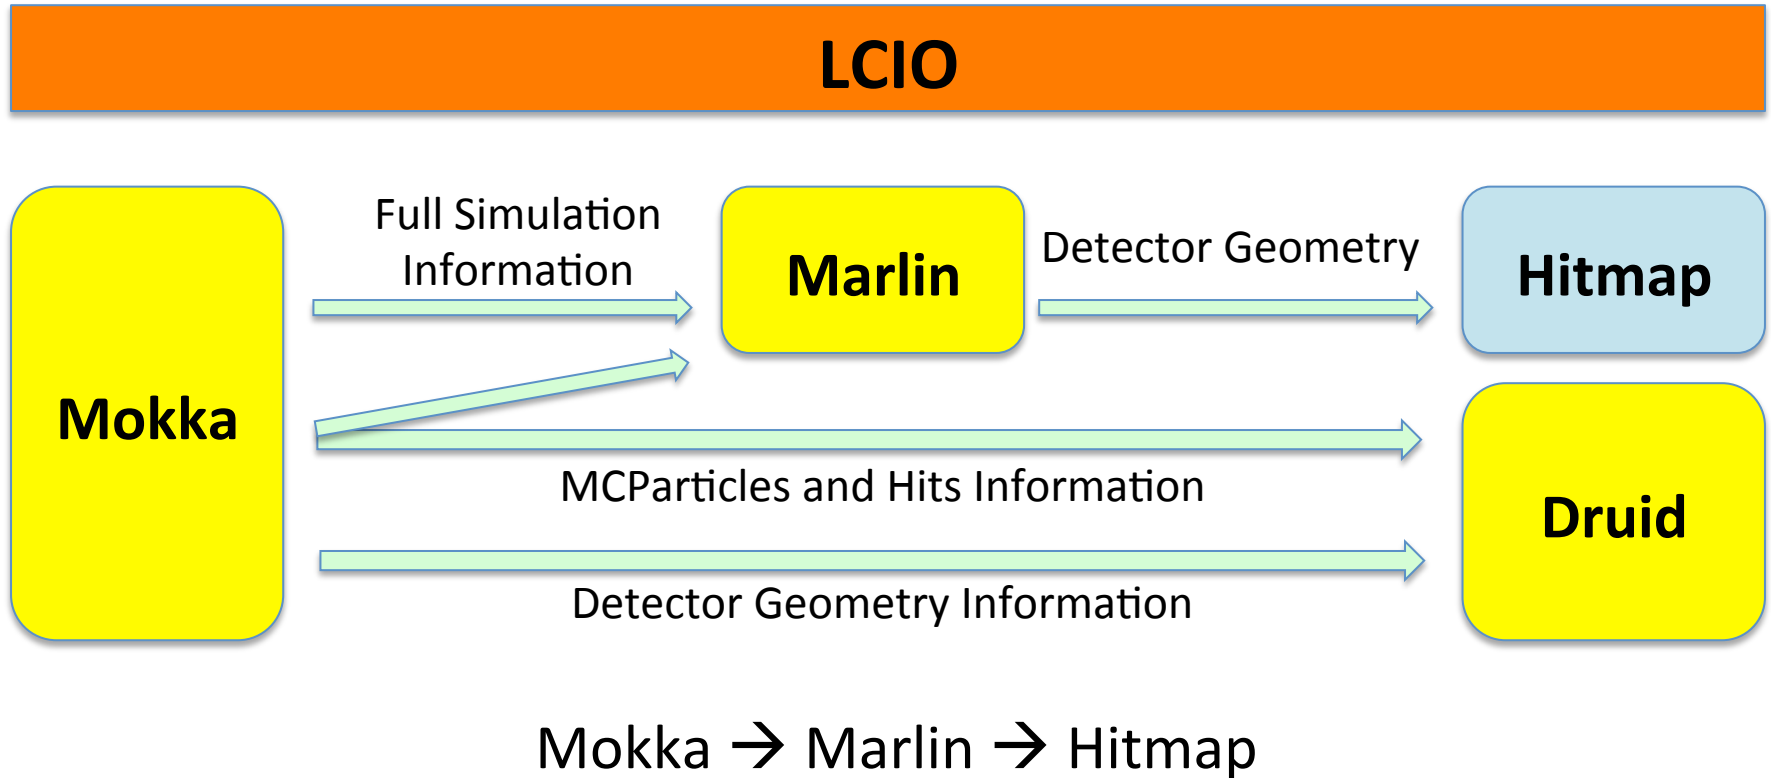 LCIO
Full Simulation
Information
Marlin
Detector Geometry
Hitmap
Mokka
MCParticles and Hits Information
Druid
Detector Geometry Information
Mokka → Marlin → Hitmap